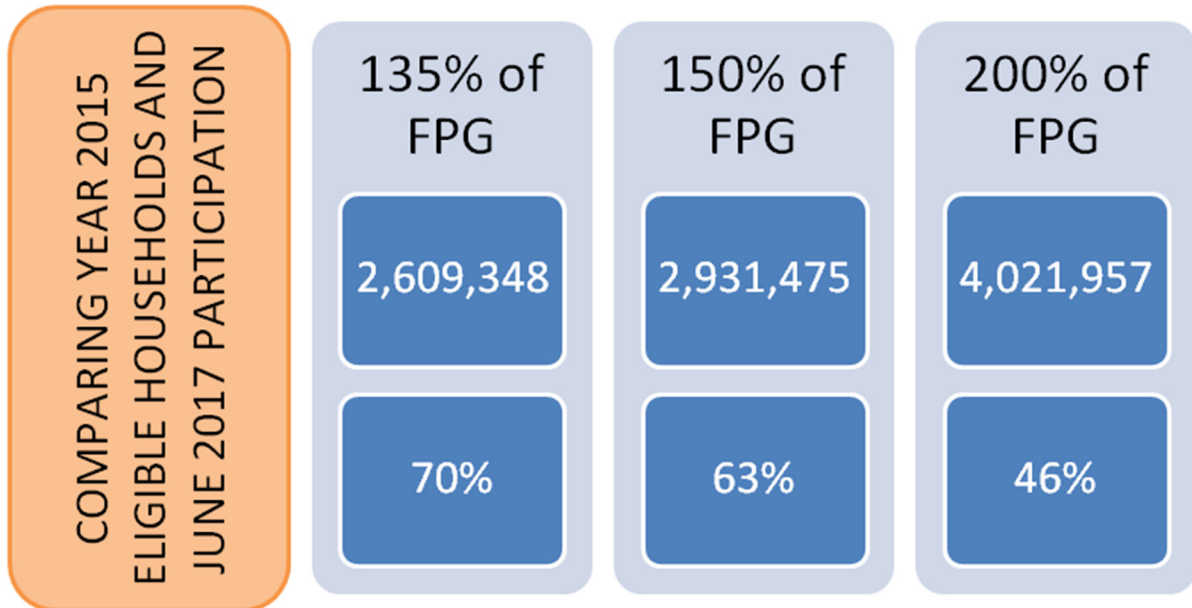 COMPARING YEAR 2015
ELIGIBLE HOUSEHOLDS AND
JUNE 2017 PARTICIPATION
135% of
FPG
2,609,348
70%
150% of
FPG
2,931,475
63%
200% of
FPG
4,021,957
46%